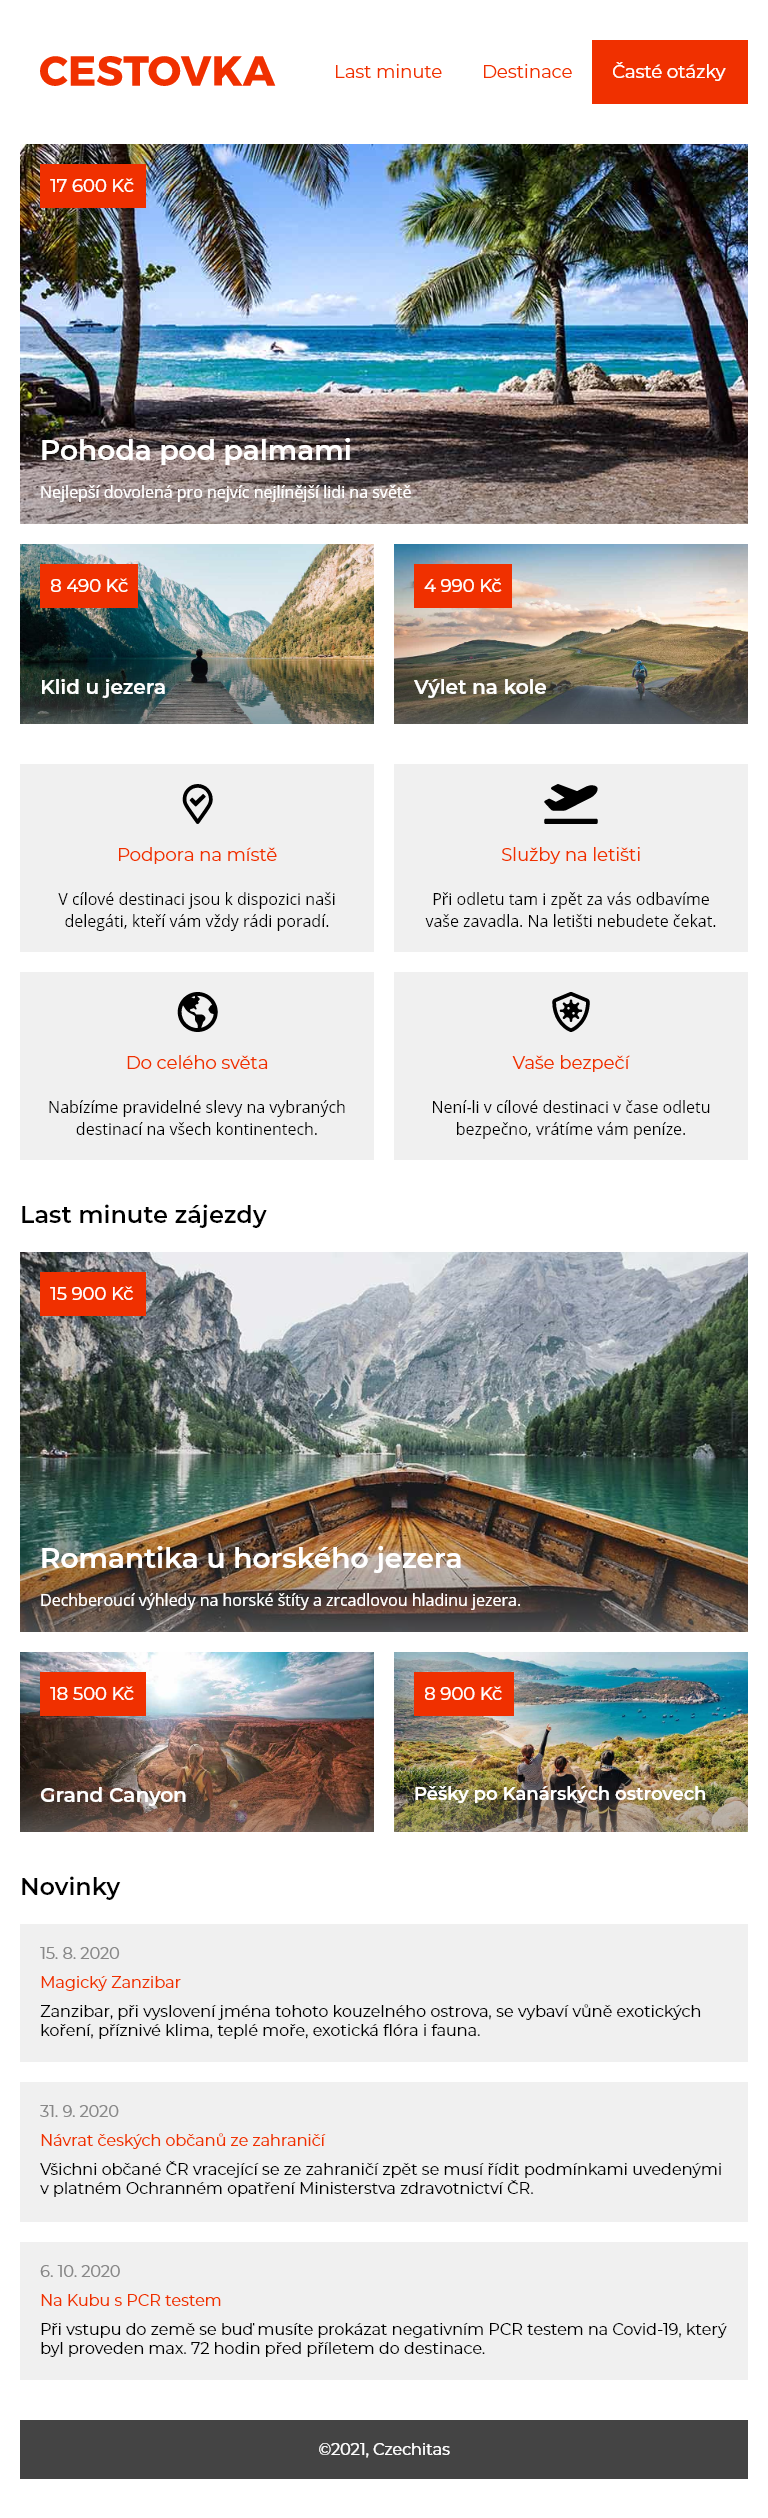 CESTOVKA
Last minute
Destinace
Časté otázky
17 600 Kč
Pohoda pod palmami
Nejlepší dovolená pro nejvíc nejlínější lidi na světě
8 490 Kč
Klid u jezera
4 990 Kč
Výlet na kole
Podpora na místě
V cílové destinaci jsou k dispozici naši
delegáti, kteří vám vždy rádi poradí.
Služby na letišti
Při odletu tam i zpět za vás odbavíme
vaše zavadla. Na letišti nebudete čekat.
Do celého světa
Nabízíme pravidelné slevy na vybraných
destinací na všech kontinentech.
Vaše bezpečí
Není-li v cílové destinaci v čase odletu
bezpečno, vrátíme vám peníze.
Last minute zájezdy
15 900 Kč
Romantika u horského jezera
Dechberoucí výhledy na horské štíty a zrcadlovou hladinu jezera.
18 500 Kč
Grand Canyon
8 900 Kč
Pěšky po Kanárských ostrovech
Novinky
15. 8. 2020
Magický Zanzibar
Zanzibar, při vyslovení jména tohoto kouzelného ostrova, se vybaví vůně exotických
koření, příznivé klima, teplé moře, exotická flóra i fauna.
31. 9. 2020
Návrat českých občanů ze zahraničí
Všichni občané ČR vracející se ze zahraničí zpět se musí řídit podmínkami uvedenými
v platném Ochranném opatření Ministerstva zdravotnictví ČR.
6. 10. 2020
Na Kubu s PCR testem
Při vstupu do země se buď musíte prokázat negativním PCR testem na Covid-19, který
byl proveden max. 72 hodin před příletem do destinace.
©2021, Czechitas